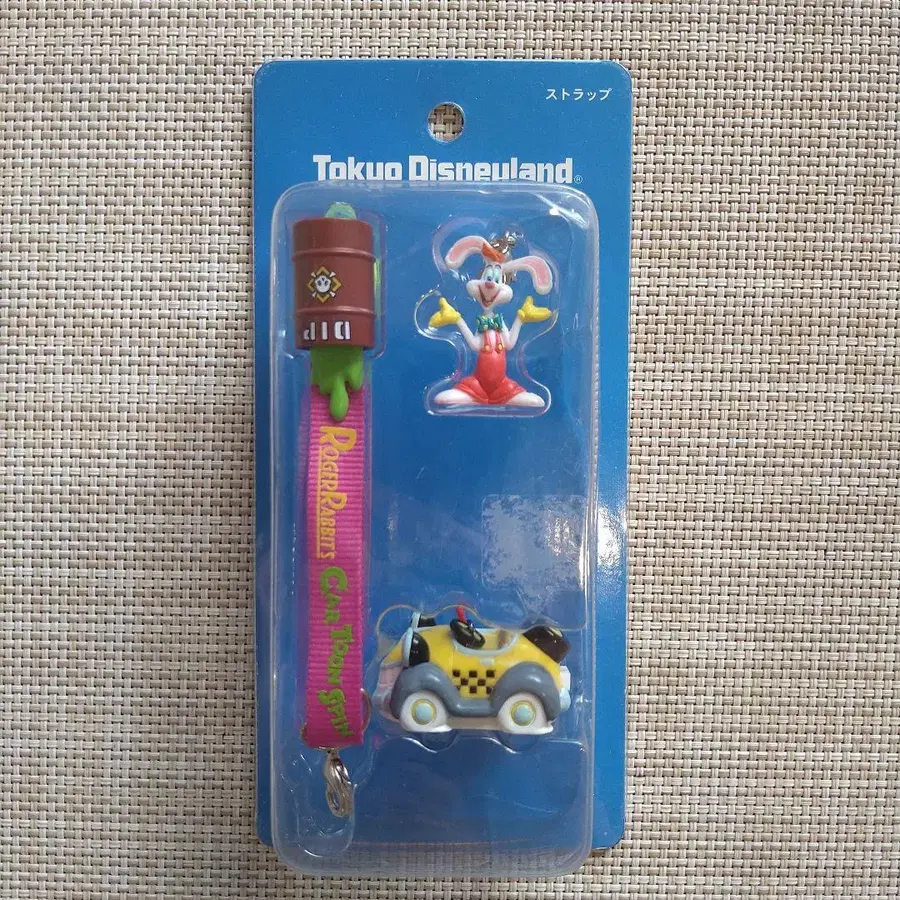 ストラップ
Tokyo Disneyland®
DIP
ROGER RABBIT'S
CAR TOON SPIN